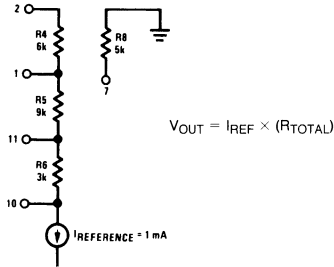 2
R4
6k
R8
5k
7
1
R5
9k
11
R6
3k
10
IREFERENCE = 1 mA
VOUT = IREF × (RTOTAL)